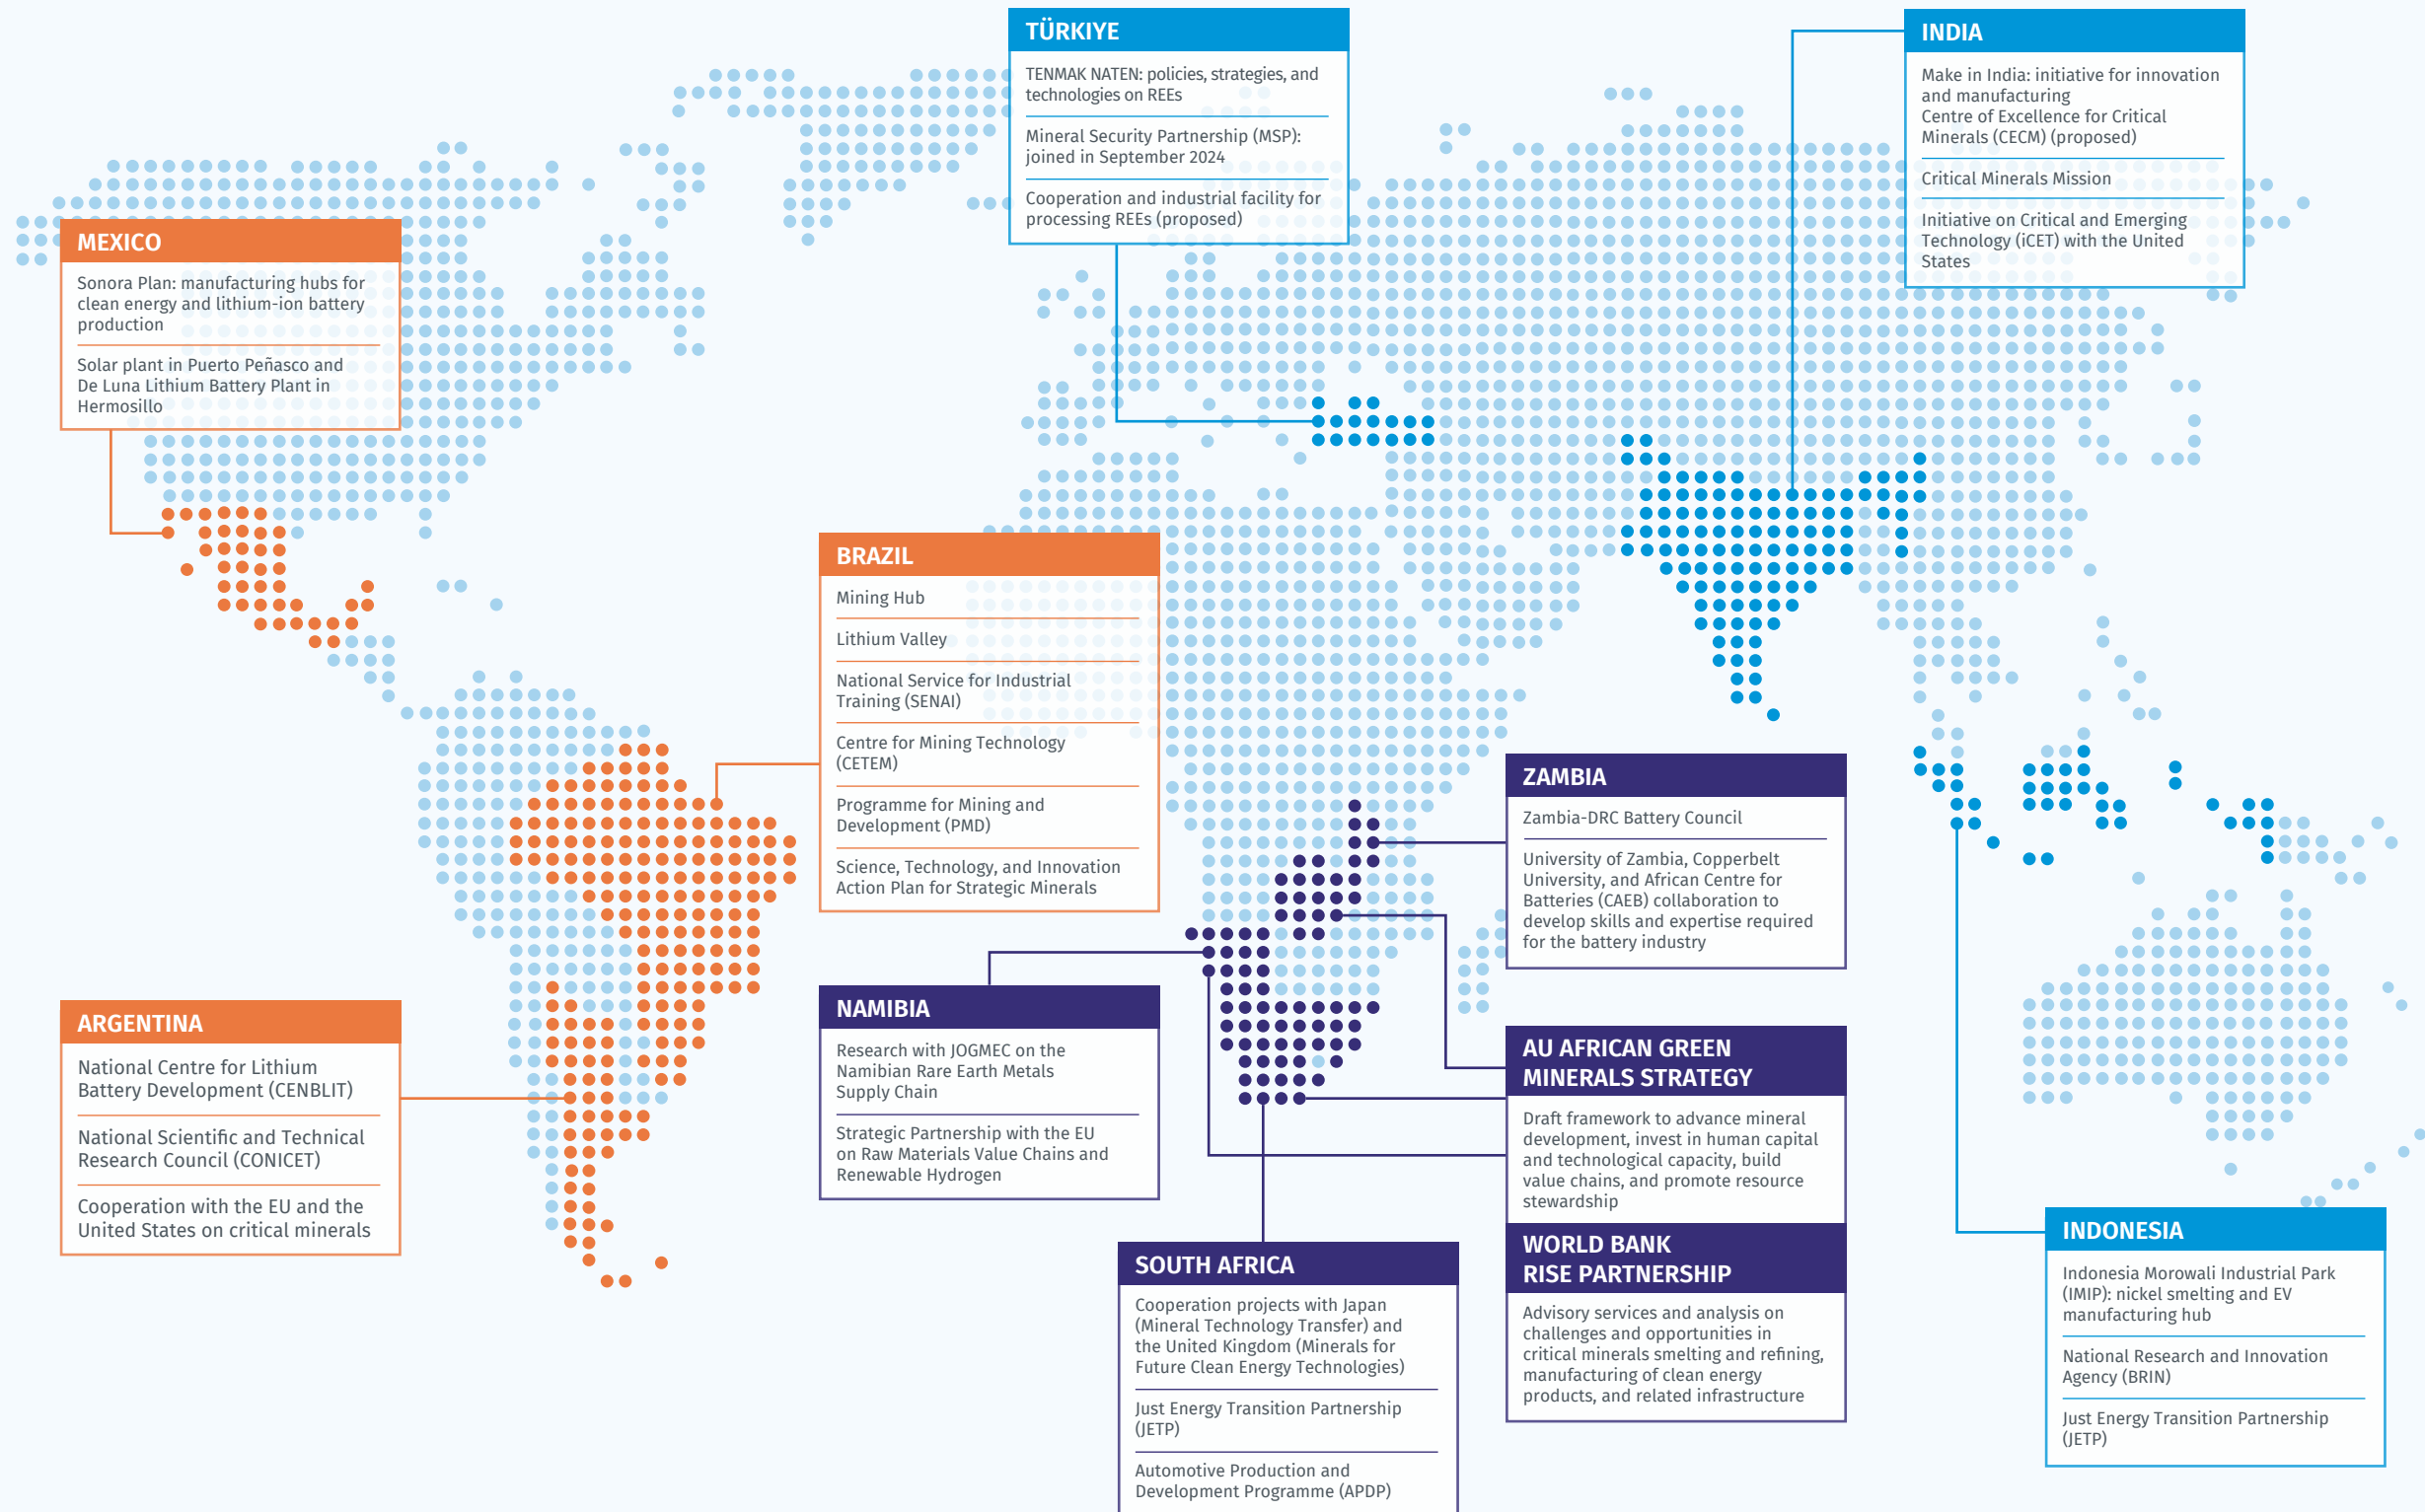 TÜRKIYE
TENMAK NATEN: policies, strategies, and
technologies on REEs
Mineral Security Partnership (MSP):
joined in September 2024
Cooperation and industrial facility for
processing REEs (proposed)
INDIA
Make in India: initiative for innovation
and manufacturing
Centre of Excellence for Critical
Minerals (CECM) (proposed)
Critical Minerals Mission
Initiative on Critical and Emerging
Technology (iCET) with the United
States
MEXICO
Sonora Plan: manufacturing hubs for
clean energy and lithium-ion battery
production
Solar plant in Puerto Peñasco and
De Luna Lithium Battery Plant in
Hermosillo
BRAZIL
Mining Hub
Lithium Valley
National Service for Industrial
Training (SENAI)
Centre for Mining Technology
(CETEM)
Programme for Mining and
Development (PMD)
Science, Technology, and Innovation
Action Plan for Strategic Minerals
ZAMBIA
Zambia-DRC Battery Council
University of Zambia, Copperbelt
University, and African Centre for
Batteries (CAEB) collaboration to
develop skills and expertise required
for the battery industry
ARGENTINA
National Centre for Lithium
Battery Development (CENBLIT)
National Scientific and Technical
Research Council (CONICET)
Cooperation with the EU and the
United States on critical minerals
NAMIBIA
Research with JOGMEC on the
Namibian Rare Earth Metals
Supply Chain
Strategic Partnership with the EU
on Raw Materials Value Chains and
Renewable Hydrogen
AU AFRICAN GREEN
MINERALS STRATEGY
Draft framework to advance mineral
development, invest in human capital
and technological capacity, build
value chains, and promote resource
stewardship
WORLD BANK
RISE PARTNERSHIP
Advisory services and analysis on
challenges and opportunities in
critical minerals smelting and refining,
manufacturing of clean energy
products, and related infrastructure
SOUTH AFRICA
Cooperation projects with Japan
(Mineral Technology Transfer) and
the United Kingdom (Minerals for
Future Clean Energy Technologies)
Just Energy Transition Partnership
(JETP)
Automotive Production and
Development Programme (APDP)
INDONESIA
Indonesia Morowali Industrial Park
(IMIP): nickel smelting and EV
manufacturing hub
National Research and Innovation
Agency (BRIN)
Just Energy Transition Partnership
(JETP)